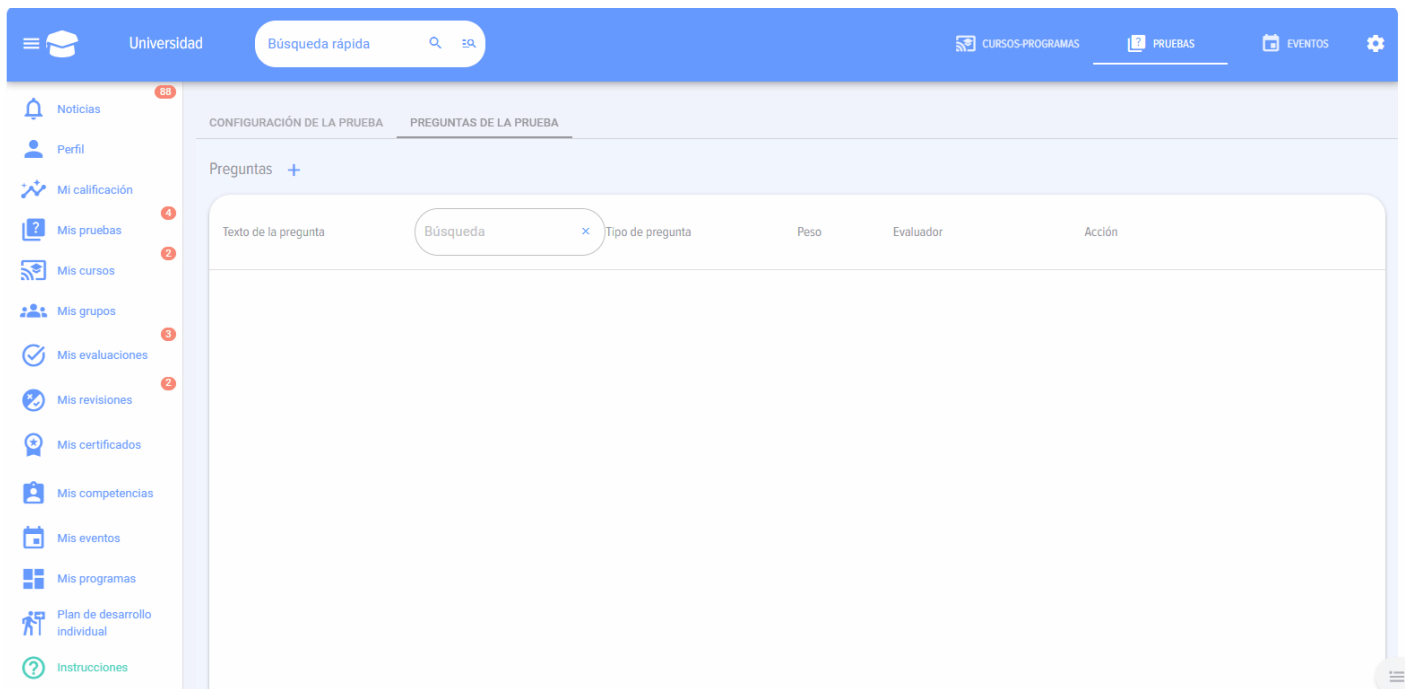 Universidad
Búsqueda rápida
CURSOS-PROGRAMAS
PRUEBAS
EVENTOS
Noticias
88
Perfil
Mi calificación
Mis pruebas
4
Mis cursos
2
Mis grupos
Mis evaluaciones
3
Mis revisiones
2
Mis certificados
Mis competencias
Mis eventos
Mis programas
Plan de desarrollo
individual
Instrucciones
CONFIGURACIÓN DE LA PRUEBA
PREGUNTAS DE LA PRUEBA
Preguntas +
Texto de la pregunta
Búsqueda
Tipo de pregunta
Peso
Evaluador
Acción